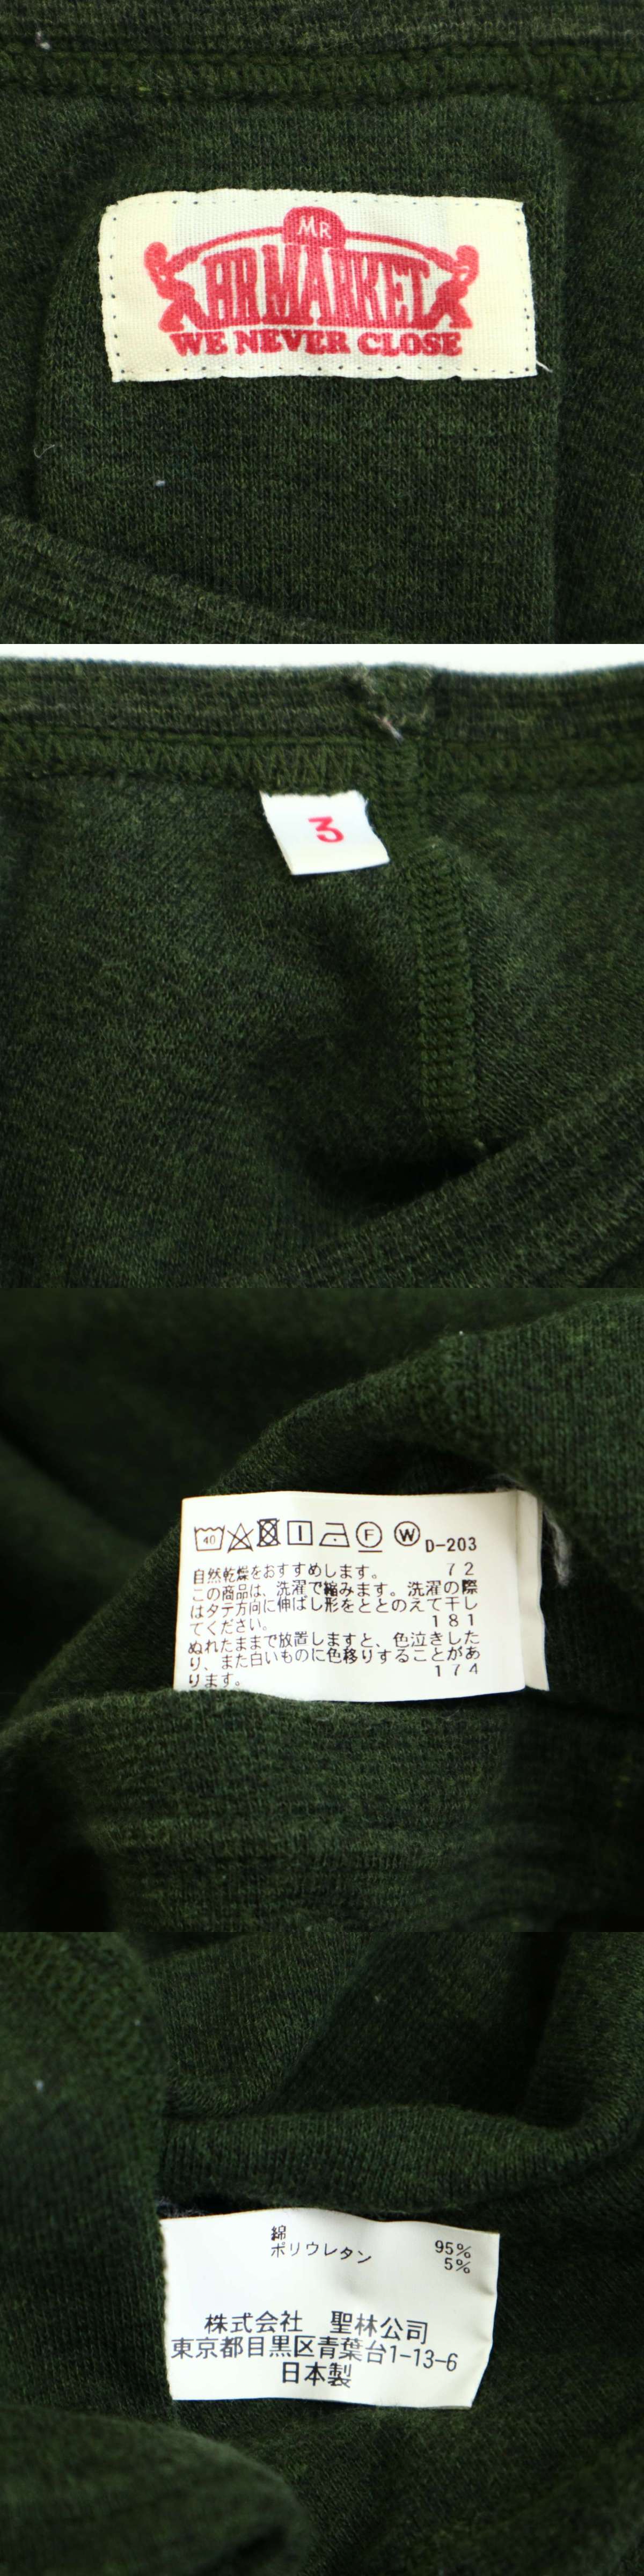 MR
HR MARKET
WE NEVER CLOSE
3
40
F
W
D-203
自然乾燥をおすすめします。 72
この商品は、洗濯で縮みます。洗濯の際
はタテ方向に伸ばし形をととのえて干し
てください。 181
ぬれたままで放置しますと、色泣きした
り、また白いものに色移りすることがあ
ります。 174
綿 95%
ポリウレタン 5%
株式会社 聖林公司
東京都目黒区青葉台1-13-6
日本製